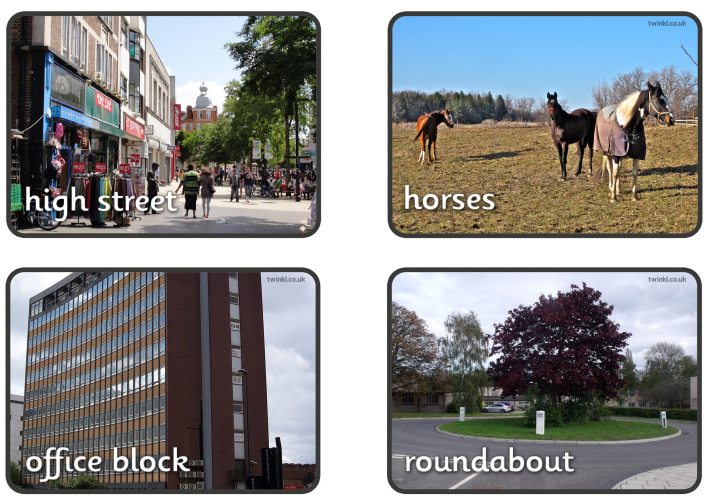 high street
twinkl.co.uk
horses
twinkl.co.uk
office block
twinkl.co.uk
roundabout